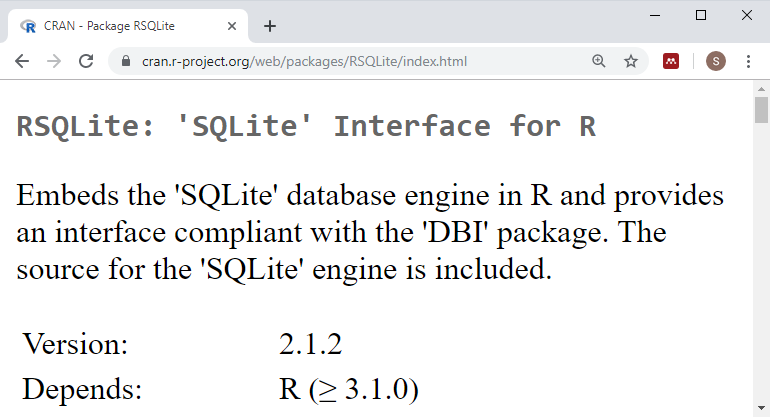 CRAN - Package RSQLite
cran.r-project.org/web/packages/RSQLite/index.html
S
RSQLite: 'SQLite' Interface for R
Embeds the 'SQLite' database engine in R and provides
an interface compliant with the 'DBI' package. The
source for the 'SQLite' engine is included.
Version: 2.1.2
Depends: R (≥ 3.1.0)